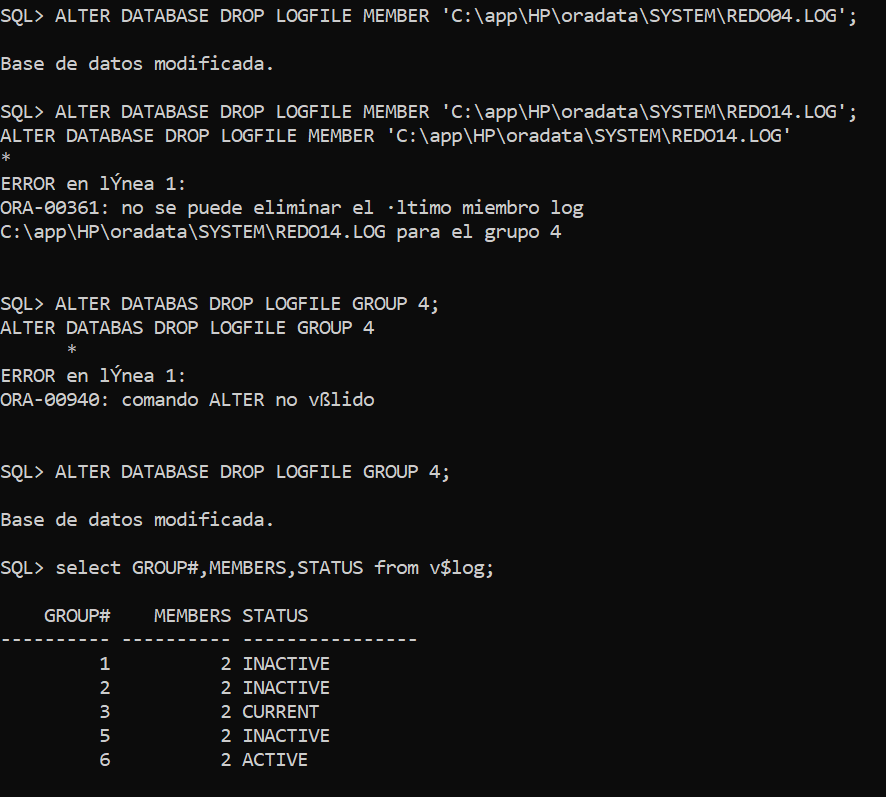 SQL> ALTER DATABASE DROP LOGFILE MEMBER 'C:\app\HP\oradata\SYSTEM\REDO04.LOG';
Base de datos modificada.
SQL> ALTER DATABASE DROP LOGFILE MEMBER 'C:\app\HP\oradata\SYSTEM\REDO14.LOG';
ALTER DATABASE DROP LOGFILE MEMBER 'C:\app\HP\oradata\SYSTEM\REDO14.LOG'
*
ERROR en lÝnea 1:
ORA-00361: no se puede eliminar el ·ltimo miembro log
C:\app\HP\oradata\SYSTEM\REDO14.LOG para el grupo 4
SQL> ALTER DATABAS DROP LOGFILE GROUP 4;
ALTER DATABAS DROP LOGFILE GROUP 4
      *
ERROR en lÝnea 1:
ORA-00940: comando ALTER no vßlido
SQL> ALTER DATABASE DROP LOGFILE GROUP 4;
Base de datos modificada.
SQL> select GROUP#,MEMBERS,STATUS from v$log;
    GROUP#    MEMBERS STATUS
---------- ---------- ----------------
         1          2 INACTIVE
         2          2 INACTIVE
         3          2 CURRENT
         5          2 INACTIVE
         6          2 ACTIVE